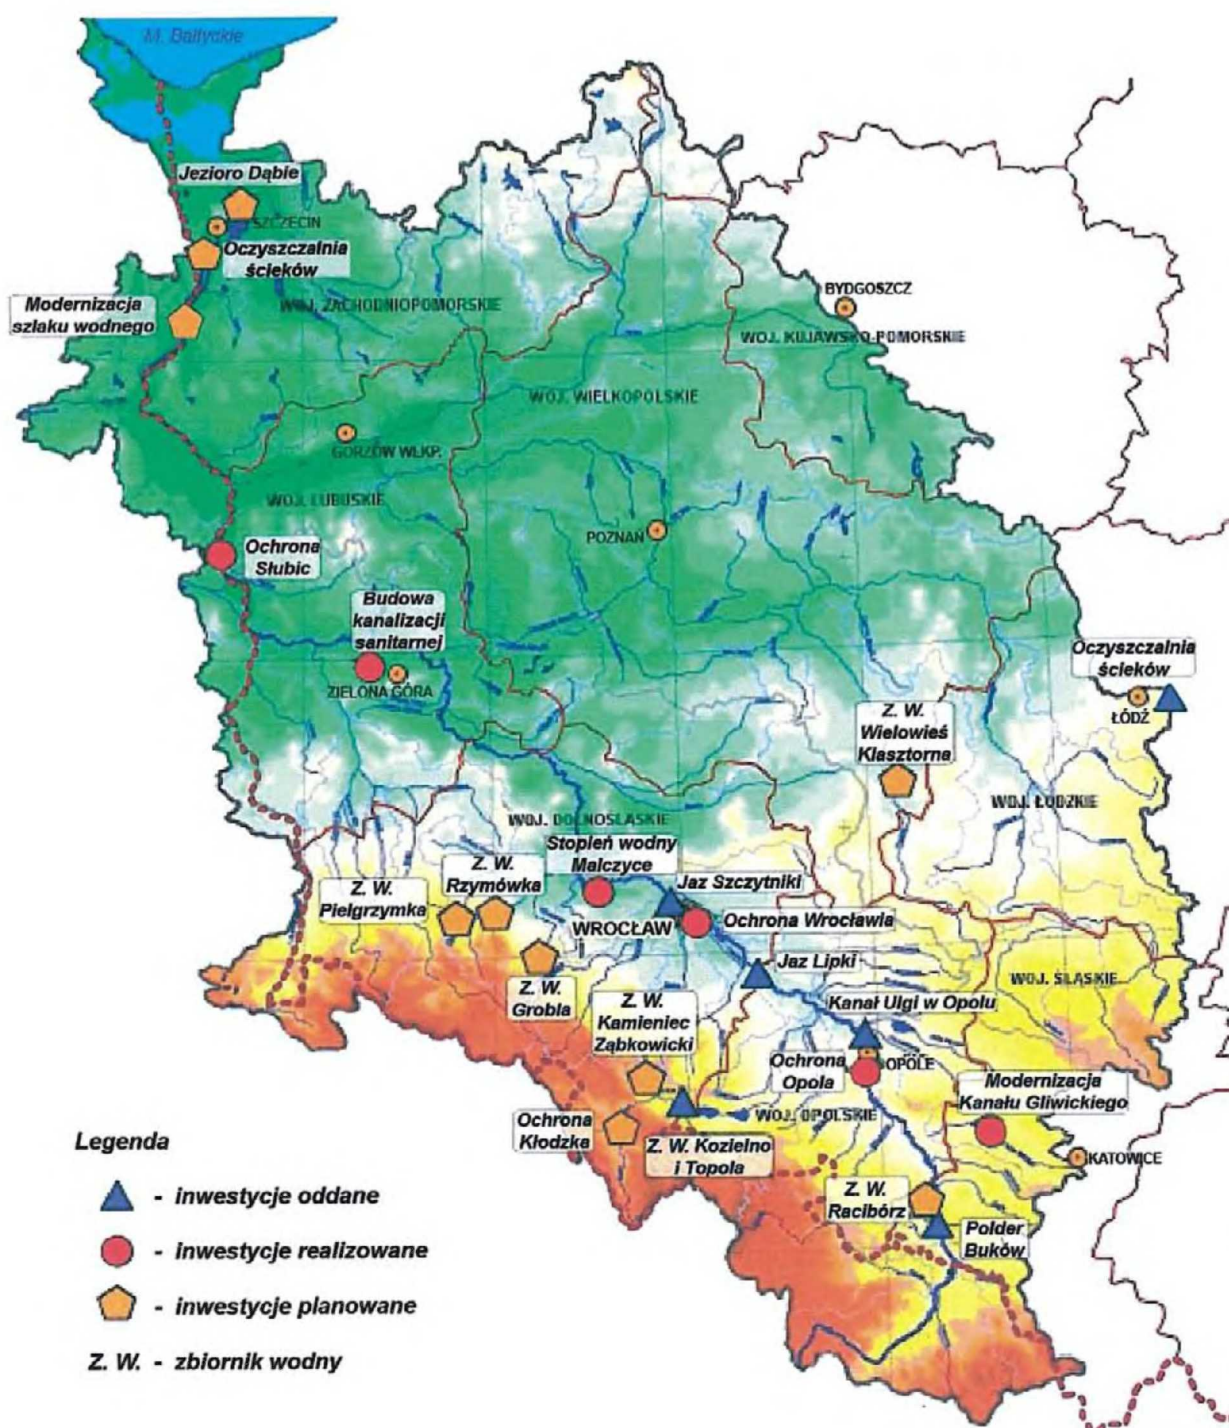 M. Bałtyckie
Jezioro Dąbie
SZCZECIN
Oczyszczalnia
ścieków
Modernizacja
szlaku wodnego
WOJ. ZACHODNIOPOMORSKIE
BYDGOSZCZ
WOJ. KUJAWSKO-POMORSKIE
WOJ. WIELKOPOLSKIE
GORZÓW WLKP.
WOJ. LUBUSKIE
POZNAŃ
Ochrona
Słubic
Budowa
kanalizacji
sanitarnej
ZIELONA GÓRA
Oczyszczalnia
ścieków
ŁÓDŹ
Z. W.
Wielowieś
Klasztorna
WOJ. ŁÓDZKIE
WOJ. DOLNOŚLĄSKIE
Stopień wodny
Malczyce
Z. W.
Rzymówka
Z. W.
Pielgrzymka
Jaz Szczytniki
WROCŁAW
Ochrona Wrocławia
Z. W.
Grobla
Jaz Lipki
WOJ. ŚLĄSKIE
Z. W.
Kamieniec
Ząbkowicki
Kanał Ulgi w Opolu
OPOLE
Ochrona
Opola
Modernizacja
Kanału Gliwickiego
WOJ. OPOLSKIE
Ochrona
Kłodzka
Z. W. Kozielno
i Topola
KATOWICE
Z. W.
Racibórz
Polder
Buków
Legenda
- inwestycje oddane
- inwestycje realizowane
- inwestycje planowane
Z. W. - zbiornik wodny